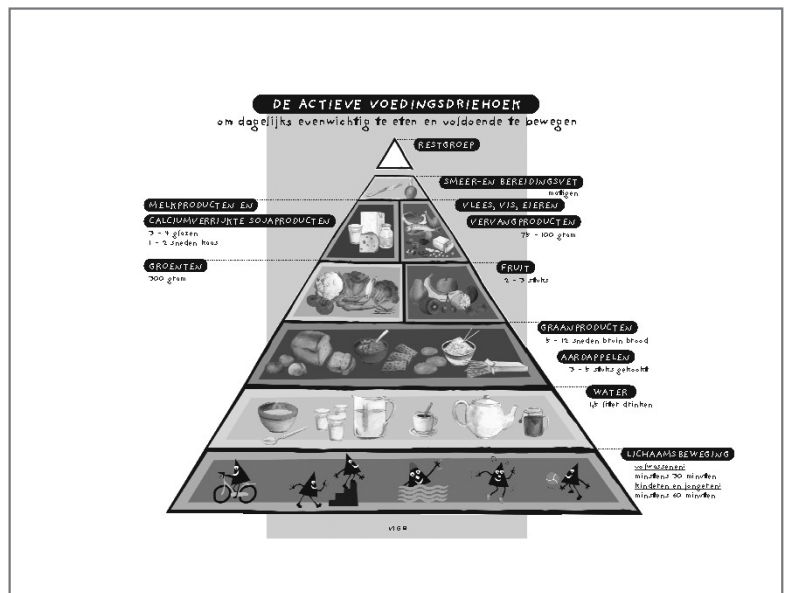 DE ACTIEVE VOEDINGSDRIEHOEK
om dagelijks evenwichtig te eten en voldoende te bewegen
RESTGROEP
SMEER-EN BEREIDINGSVET
matigen
MELKPRODUCTEN EN
CALCIUMVERRIJKTE SOJAPRODUCTEN
3 - 4 glazen
1 - 2 sneden kaas
VLEES, VIS, EIEREN
VERVANGPRODUCTEN
75 - 100 gram
GROENTEN
300 gram
FRUIT
2 - 3 stuks
GRAANPRODUCTEN
5 - 12 sneden bruin brood
AARDAPPELEN
3 - 5 stuks gekookt
WATER
1,5 liter drinken
LICHAAMSBEWEGING
volwassenen:
minstens 30 minuten
kinderen en jongeren:
minstens 60 minuten
VIG®